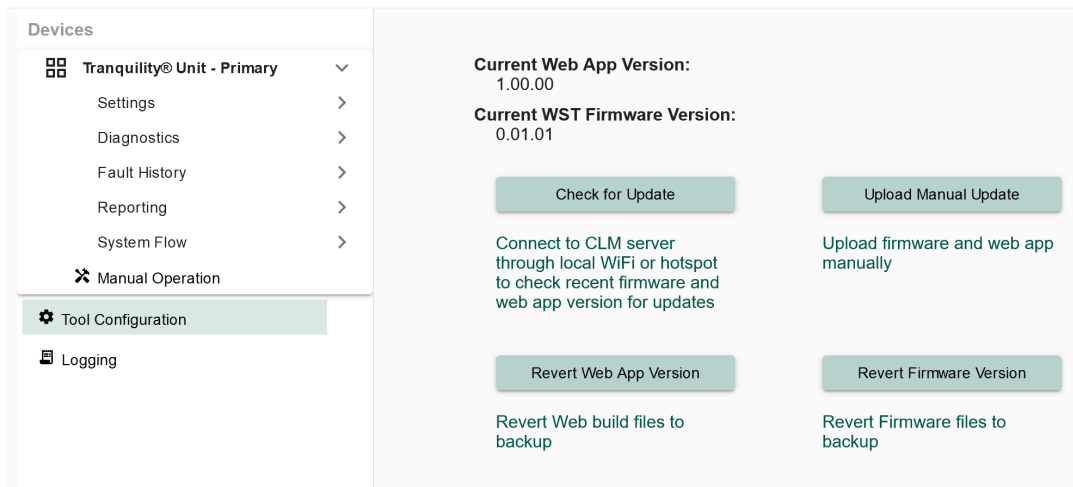 Devices
Tranquility® Unit - Primary
Settings
Diagnostics
Fault History
Reporting
System Flow
Manual Operation
Tool Configuration
Logging
Current Web App Version:
1.00.00
Current WST Firmware Version:
0.01.01
Check for Update
Connect to CLM server
through local WiFi or hotspot
to check recent firmware and
web app version for updates
Upload Manual Update
Upload firmware and web app
manually
Revert Web App Version
Revert Web build files to
backup
Revert Firmware Version
Revert Firmware files to
backup